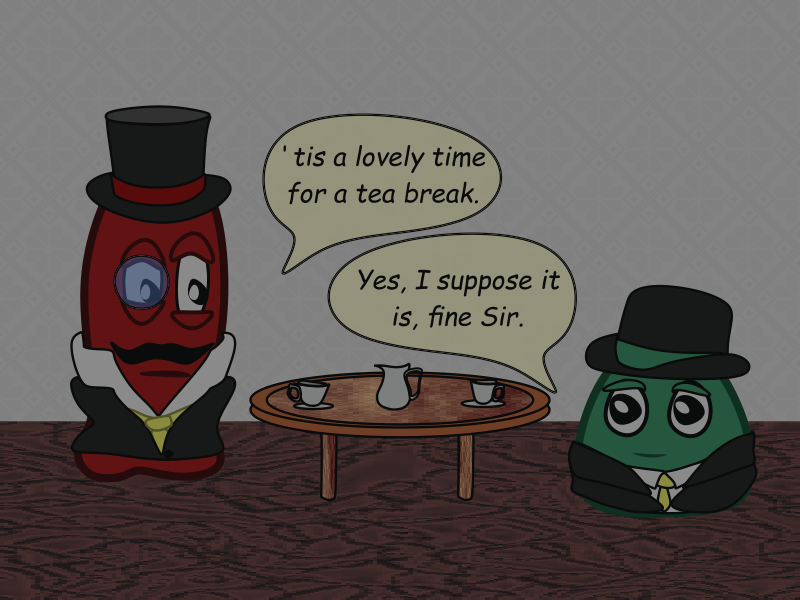 ' tis a lovely time
for a tea break.
Yes, I suppose it
is, fine Sir.